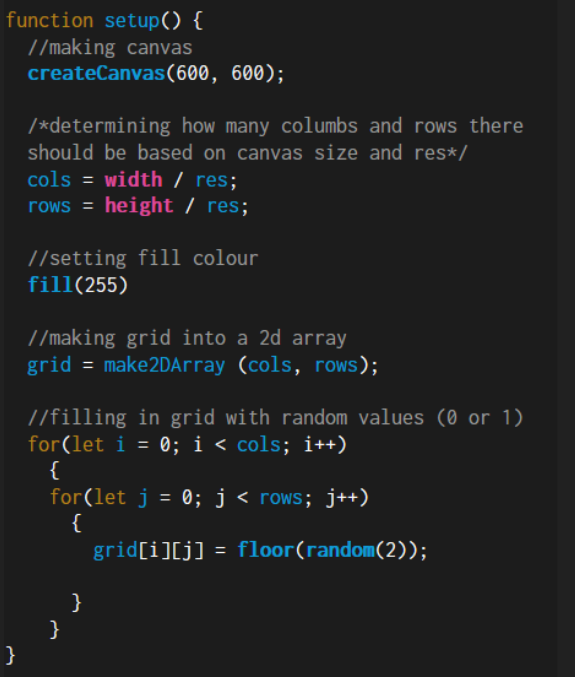 function setup() {
//making canvas
createCanvas(600, 600);
/*determining how many columbs and rows there
should be based on canvas size and res*/
cols = width / res;
rows = height / res;
//setting fill colour
fill(255)
//making grid into a 2d array
grid = make2DArray (cols, rows);
//filling in grid with random values (0 or 1)
for(let i = 0; i < cols; i++)
{
for(let j = 0; j < rows; j++)
{
grid[i][j] = floor(random(2));
}
}
}